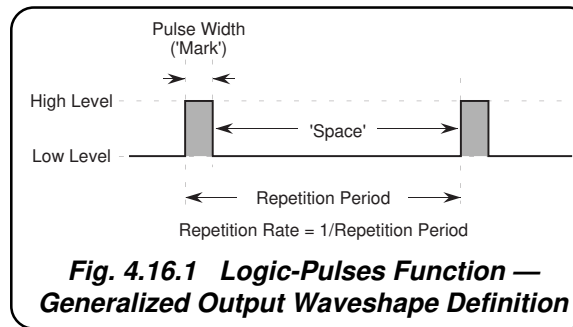 Pulse Width
('Mark')
High Level
'Space'
Low Level
Repetition Period
Repetition Rate = 1/Repetition Period
Fig. 4.16.1 Logic-Pulses Function —
Generalized Output Waveshape Definition